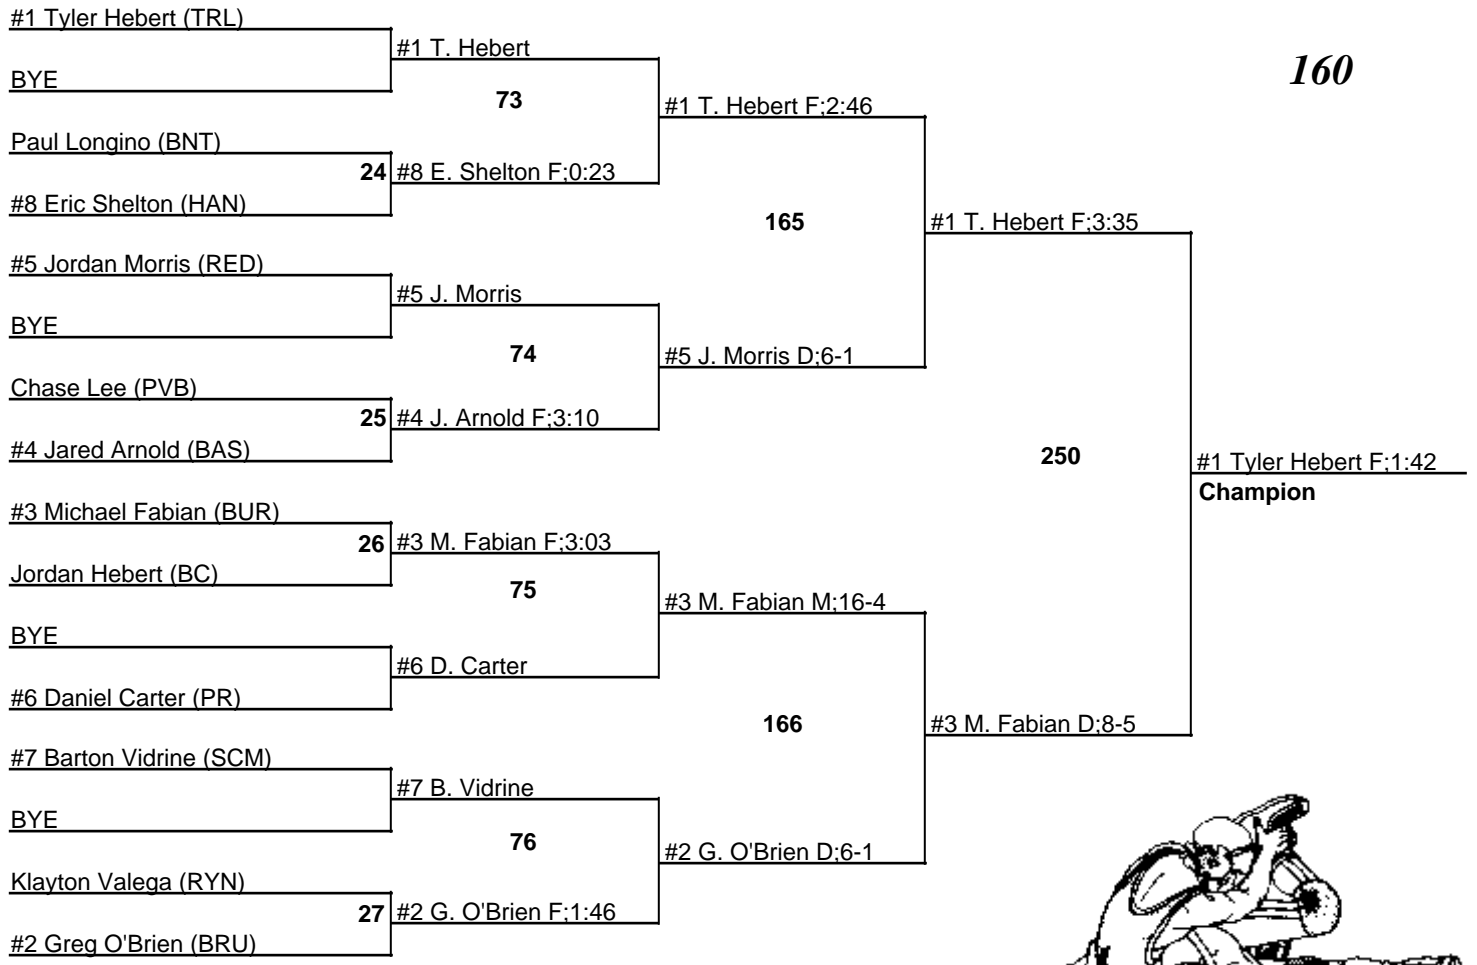 #1 Tyler Hebert (TRL)
BYE
Paul Longino (BNT)
#8 Eric Shelton (HAN)
#5 Jordan Morris (RED)
BYE
Chase Lee (PVB)
#4 Jared Arnold (BAS)
#3 Michael Fabian (BUR)
Jordan Hebert (BC)
BYE
#6 Daniel Carter (PR)
#7 Barton Vidrine (SCM)
BYE
Klayton Valega (RYN)
#2 Greg O'Brien (BRU)
24
25
26
27
#1 T. Hebert
73
#8 E. Shelton F;0:23
#5 J. Morris
74
#4 J. Arnold F;3:10
#3 M. Fabian F;3:03
75
#6 D. Carter
#7 B. Vidrine
76
#2 G. O'Brien F;1:46
#1 T. Hebert F;2:46
165
#5 J. Morris D;6-1
#3 M. Fabian M;16-4
166
#2 G. O'Brien D;6-1
#1 T. Hebert F;3:35
250
#3 M. Fabian D;8-5
#1 Tyler Hebert F;1:42
Champion
160